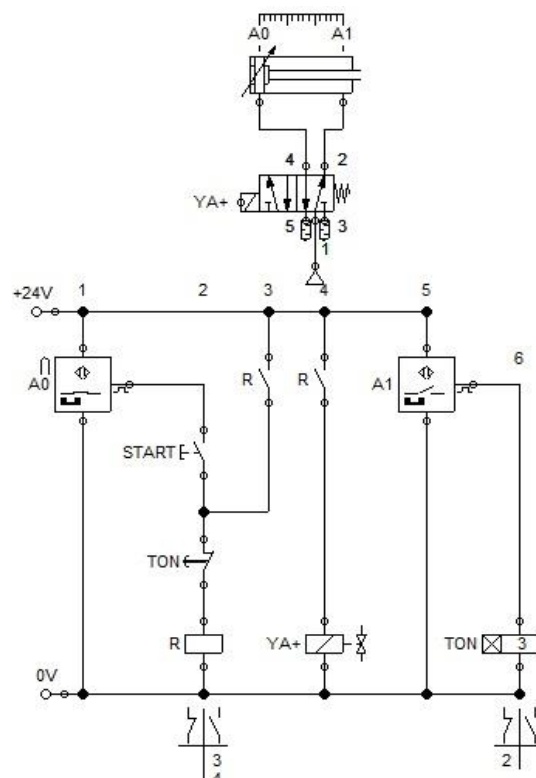 A0 A1
4 2
YA+
5 3
1
1 2 3 4 5
+24V
6
A0 R R A1
START
TON
R YA+ TON 3
0V
3 2
4